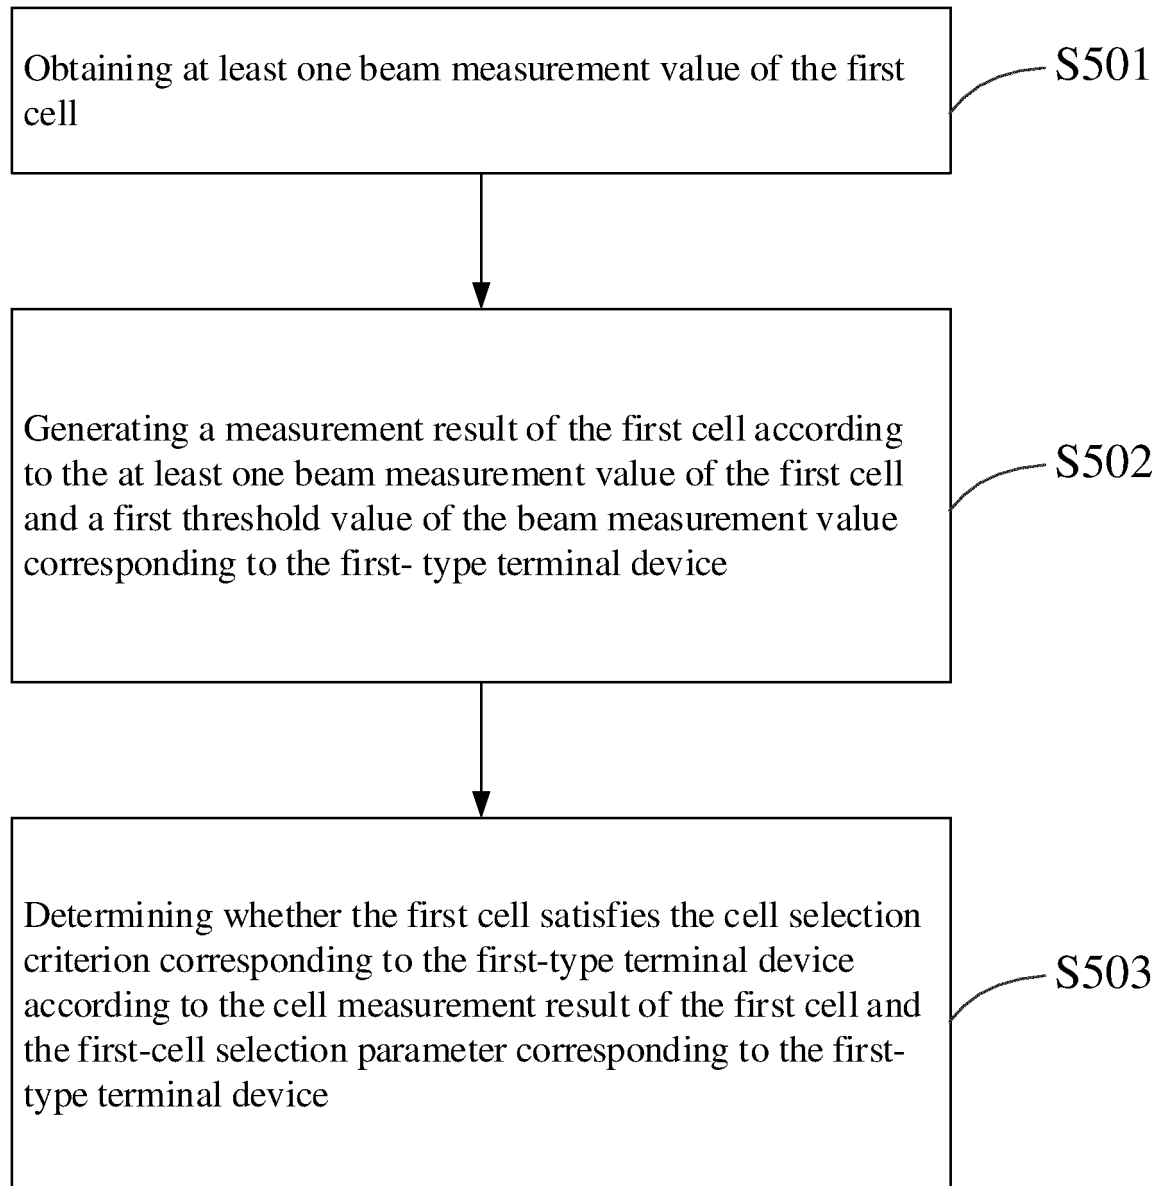 Obtaining at least one beam measurement value of the first
cell
S501
Generating a measurement result of the first cell according
to the at least one beam measurement value of the first cell
and a first threshold value of the beam measurement value
corresponding to the first- type terminal device
S502
Determining whether the first cell satisfies the cell selection
criterion corresponding to the first-type terminal device
according to the cell measurement result of the first cell and
the first-cell selection parameter corresponding to the first-
type terminal device
S503